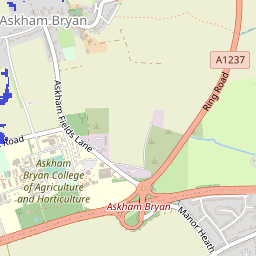 Askham Bryan
A1237
Ring Road
Askham Fields Lane
Road
Askham
Bryan College
of Agriculture
and Horticulture
Askham Bryan
Manor Heath